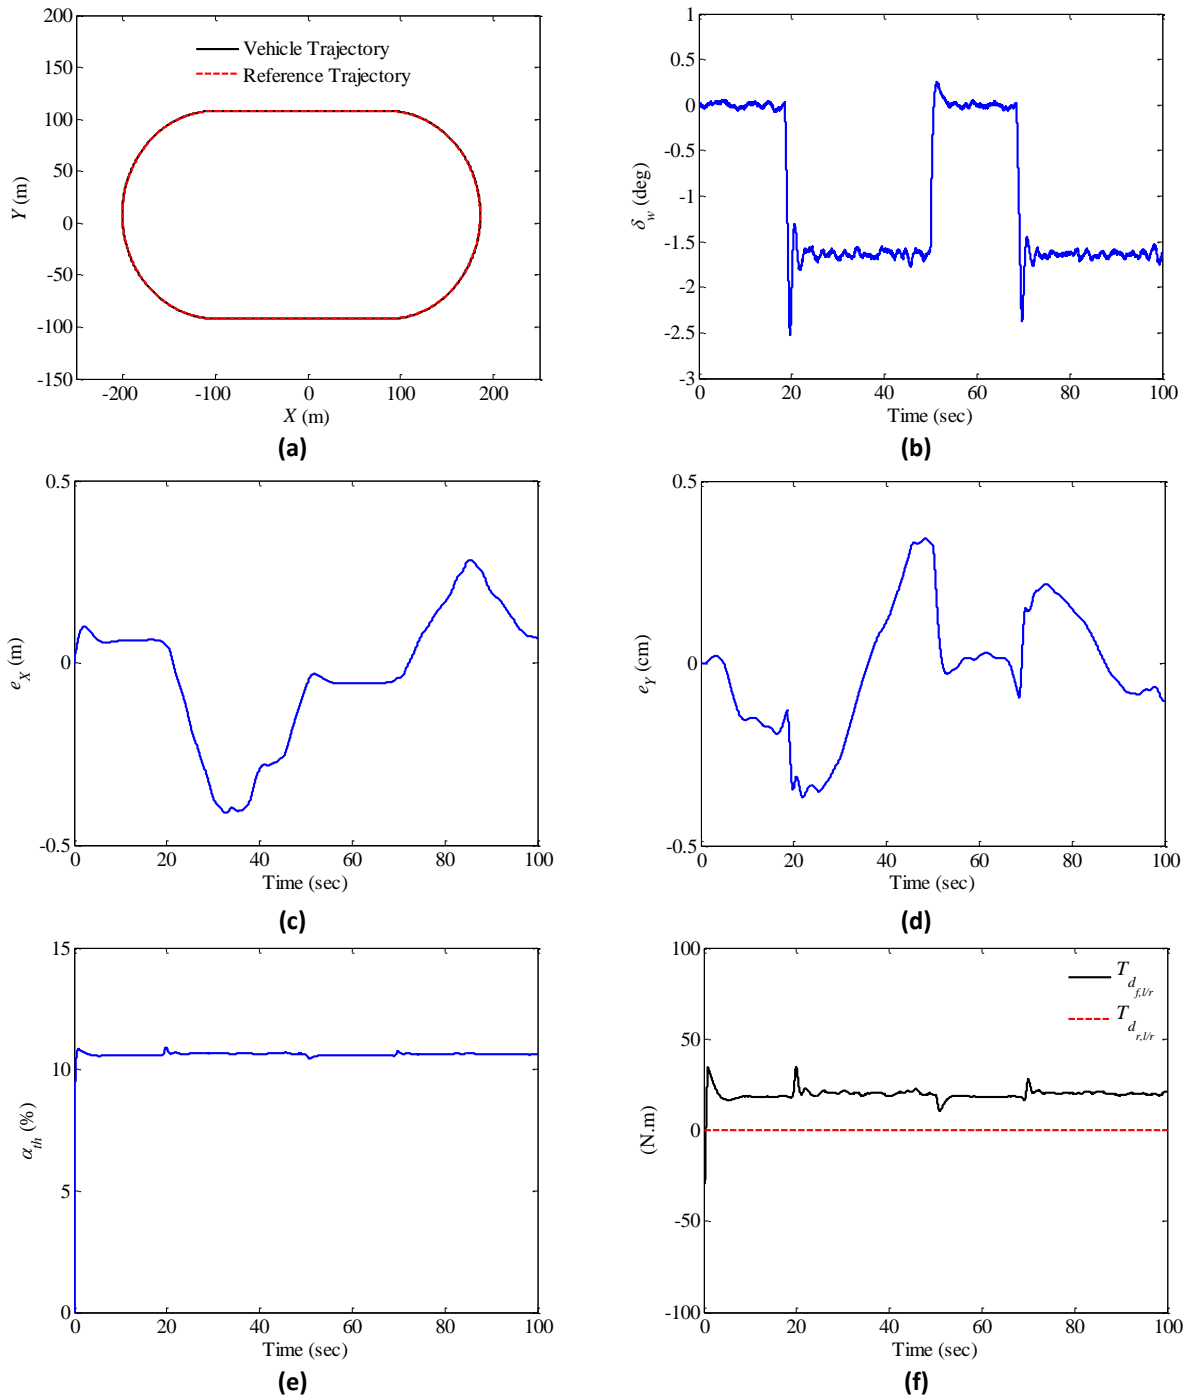 200
150
100
50
0
-50
-100
-150
Y (m)
Vehicle Trajectory
Reference Trajectory
-200 -100 0 100 200
X (m)
(a)
1
0.5
0
-0.5
-1
-1.5
-2
-2.5
-3
δw (deg)
0 20 40 60 80 100
Time (sec)
(b)
0.5
0
-0.5
eX (m)
0 20 40 60 80 100
Time (sec)
(c)
0.5
0
-0.5
eY (cm)
0 20 40 60 80 100
Time (sec)
(d)
15
10
5
0
αth (%)
0 20 40 60 80 100
Time (sec)
(e)
100
50
0
-50
-100
(N.m)
Td f,l/r
Td r,l/r
0 20 40 60 80 100
Time (sec)
(f)